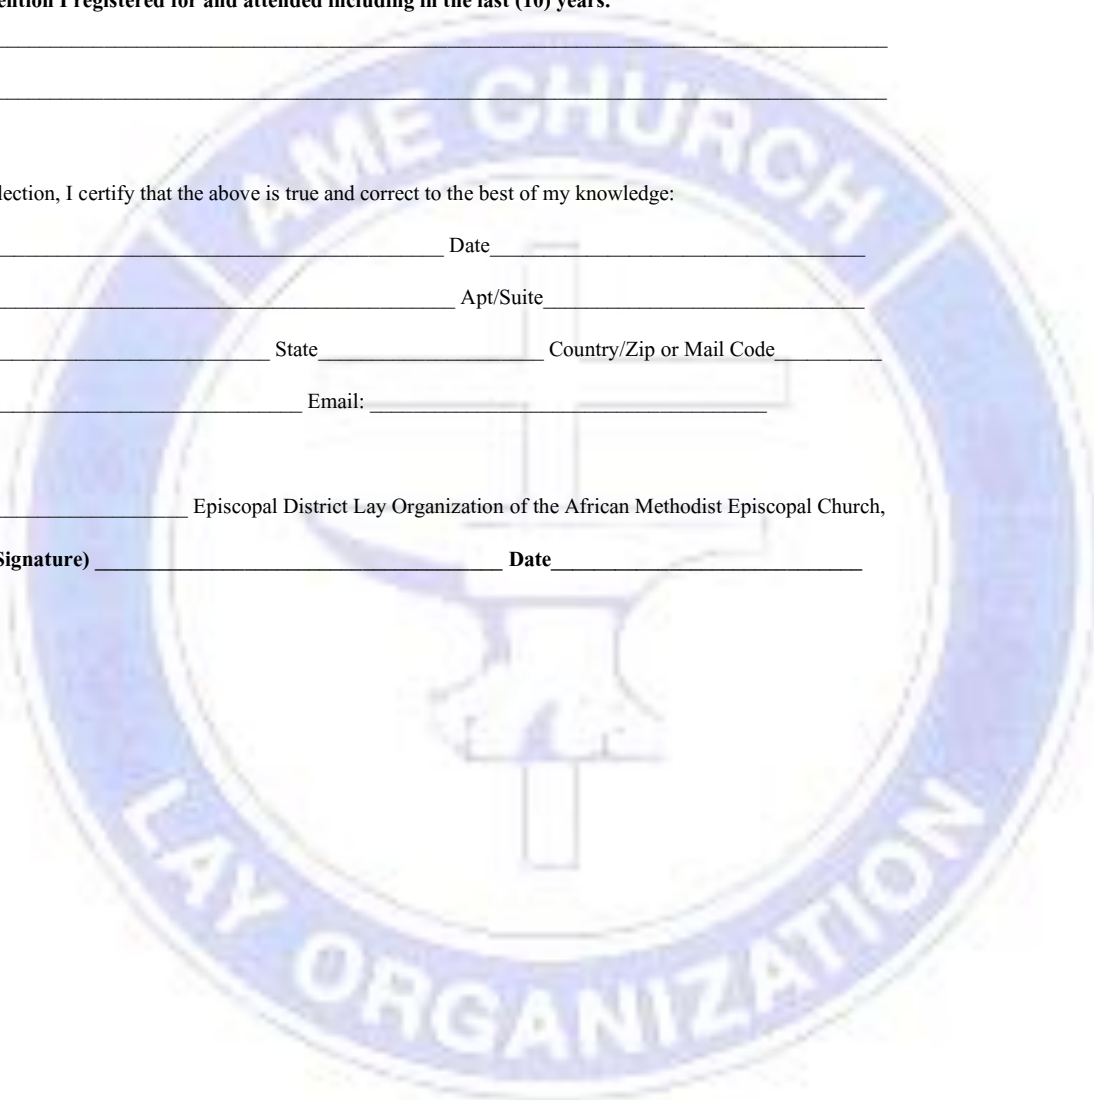 ention I registered for and attended including in the last (10) years.
AME CHURCH
lection, I certify that the above is true and correct to the best of my knowledge:
Date
Apt/Suite
State Country/Zip or Mail Code
Email:
Episcopal District Lay Organization of the African Methodist Episcopal Church,
Signature) Date
LAY ORGANIZATION